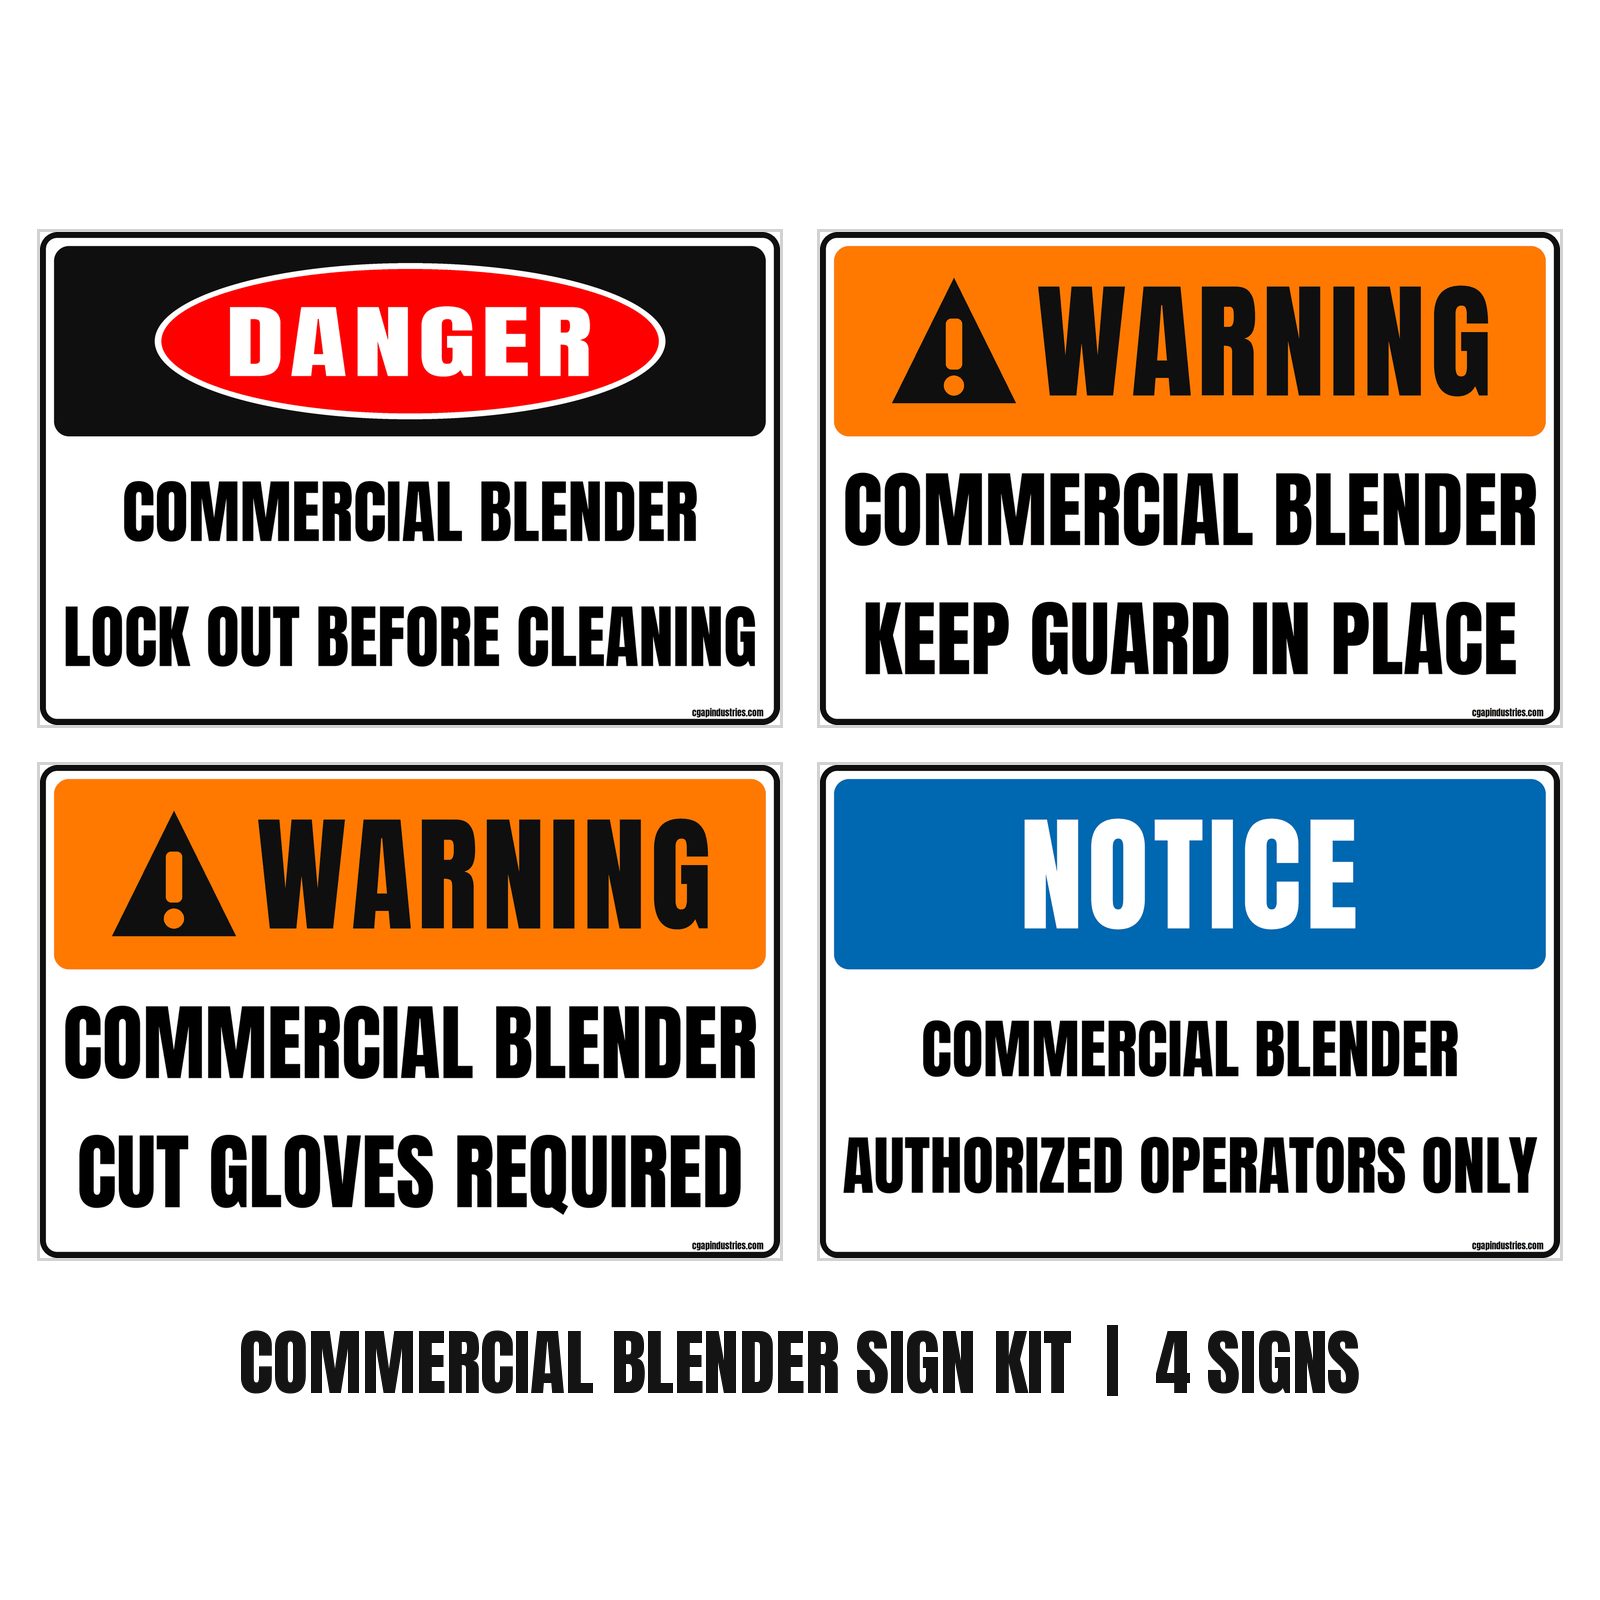 DANGER
COMMERCIAL BLENDER
LOCK OUT BEFORE CLEANING
cgapindustries.com
WARNING
COMMERCIAL BLENDER
KEEP GUARD IN PLACE
cgapindustries.com
WARNING
COMMERCIAL BLENDER
CUT GLOVES REQUIRED
cgapindustries.com
NOTICE
COMMERCIAL BLENDER
AUTHORIZED OPERATORS ONLY
cgapindustries.com
COMMERCIAL BLENDER SIGN KIT | 4 SIGNS